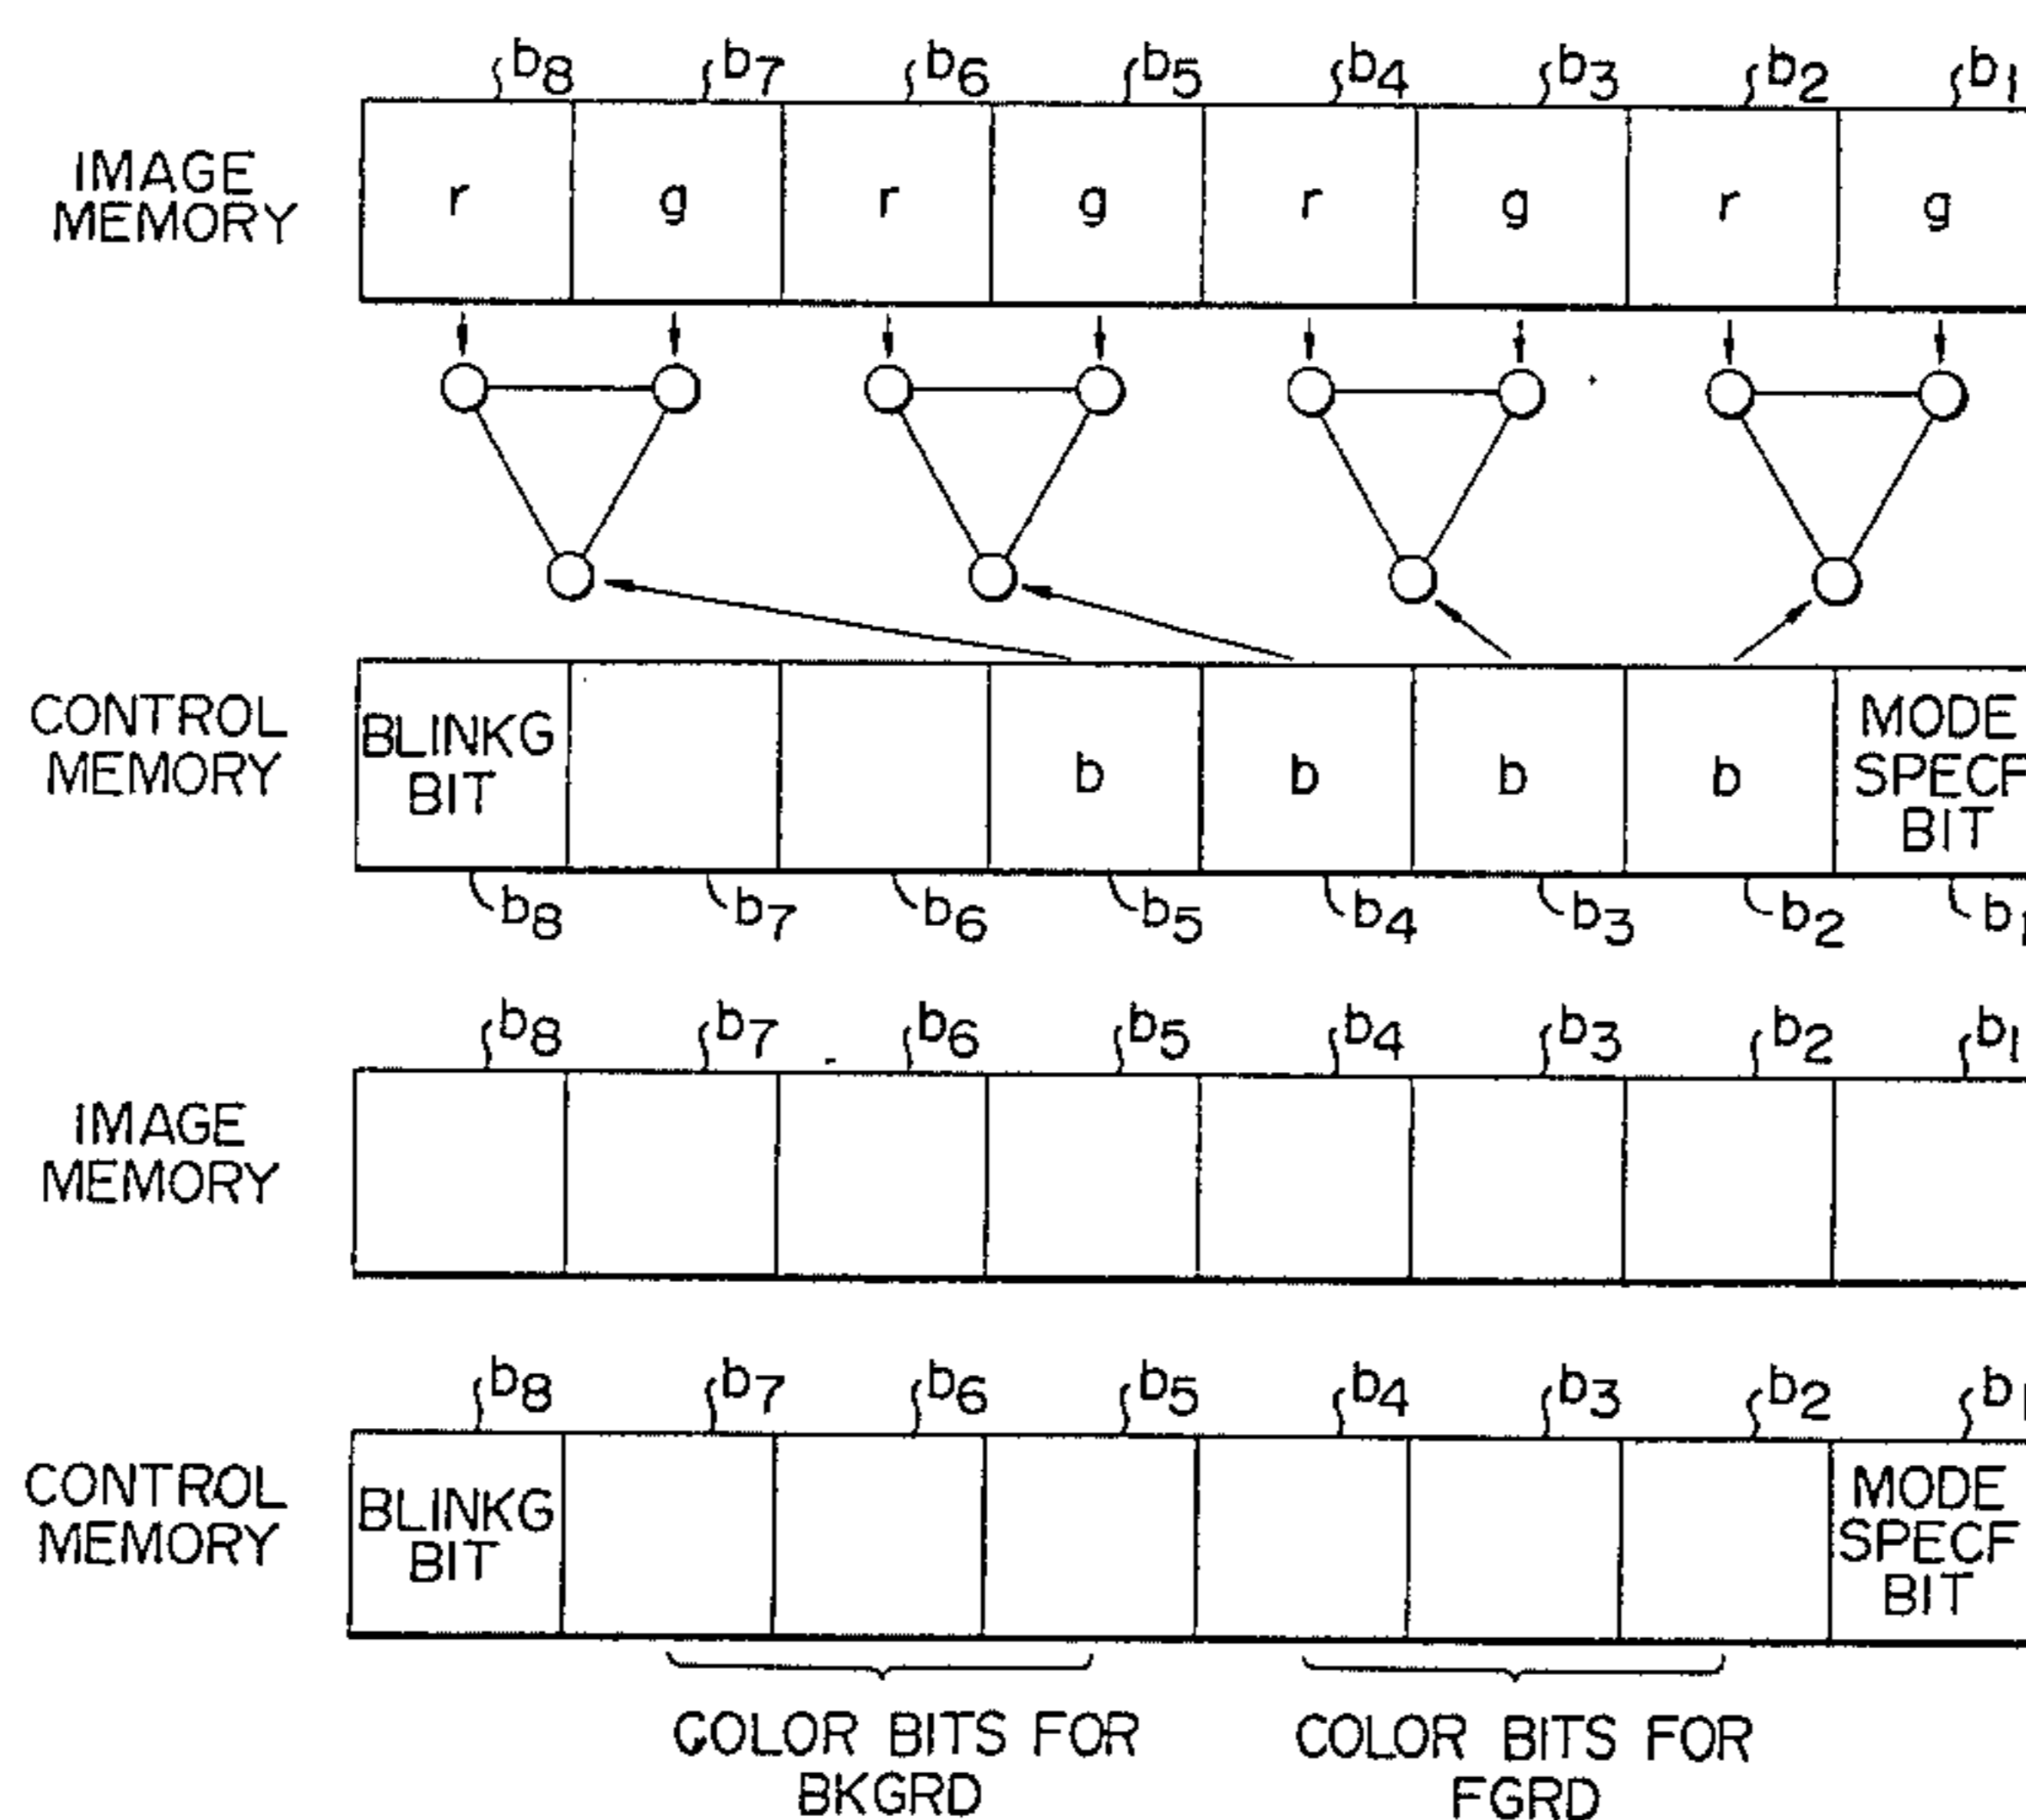 b8 b7 b6 b5 b4 b3 b2 b1
IMAGE
MEMORY
r g r g r g r g
CONTROL
MEMORY
BLINKG
BIT
b b b b
MODE
SPECF
BIT
b8 b7 b6 b5 b4 b3 b2 b1
b8 b7 b6 b5 b4 b3 b2 b1
IMAGE
MEMORY
b8 b7 b6 b5 b4 b3 b2 b1
CONTROL
MEMORY
BLINKG
BIT
MODE
SPECF
BIT
COLOR BITS FOR
BKGRD
COLOR BITS FOR
FGRD